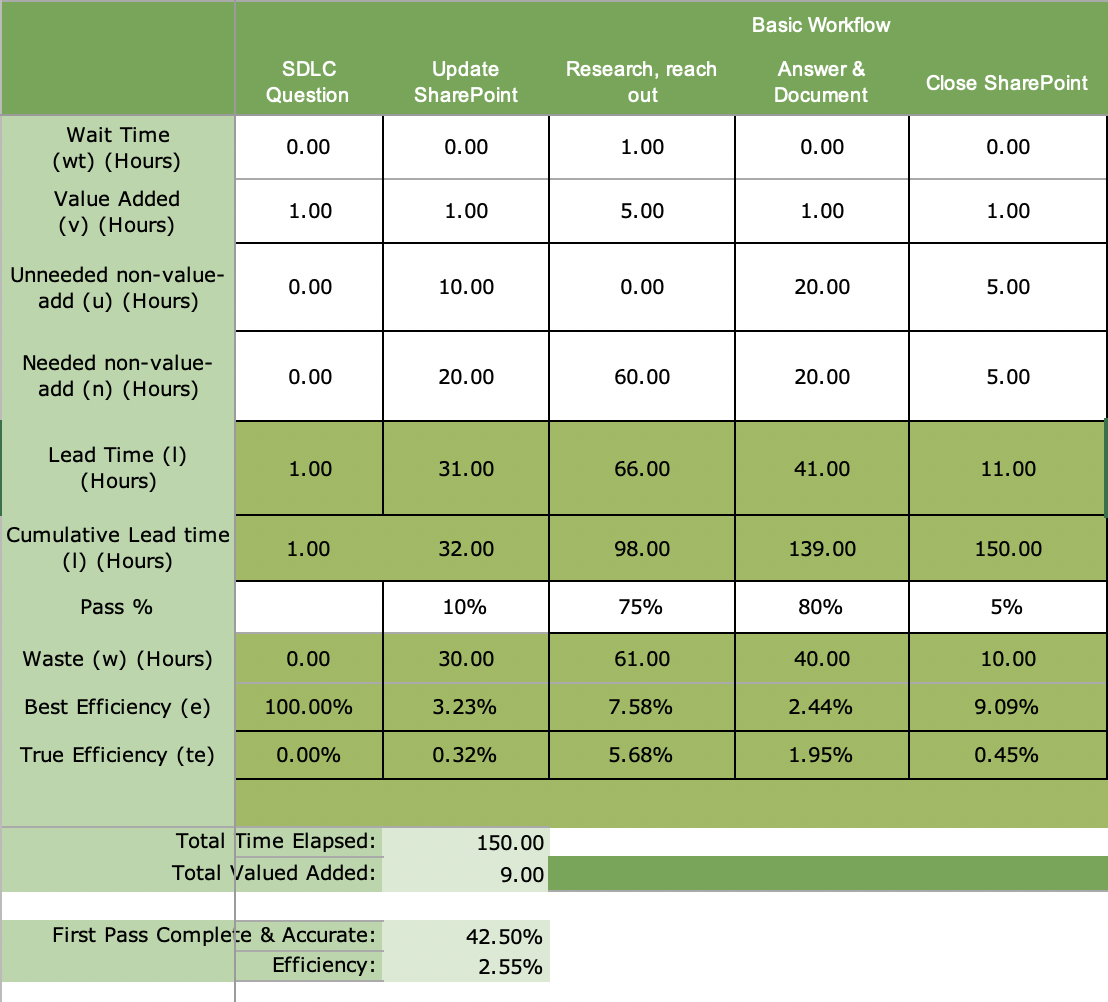 Basic Workflow
SDLC Question Update SharePoint Research, reach out Answer & Document Close SharePoint
Wait Time (wt) (Hours) 0.00 0.00 1.00 0.00 0.00
Value Added (v) (Hours) 1.00 1.00 5.00 1.00 1.00
Unneeded non-value-add (u) (Hours) 0.00 10.00 0.00 20.00 5.00
Needed non-value-add (n) (Hours) 0.00 20.00 60.00 20.00 5.00
Lead Time (l) (Hours) 1.00 31.00 66.00 41.00 11.00
Cumulative Lead time (l) (Hours) 1.00 32.00 98.00 139.00 150.00
Pass % 10% 75% 80% 5%
Waste (w) (Hours) 0.00 30.00 61.00 40.00 10.00
Best Efficiency (e) 100.00% 3.23% 7.58% 2.44% 9.09%
True Efficiency (te) 0.00% 0.32% 5.68% 1.95% 0.45%
Total Time Elapsed: 150.00
Total Valued Added: 9.00
First Pass Complete & Accurate: 42.50%
Efficiency: 2.55%